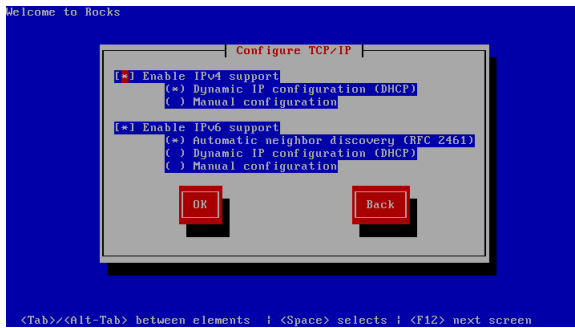 Welcome to Rocks
Configure TCP/IP
[*] Enable IPv4 support
(*) Dynamic IP configuration (DHCP)
( ) Manual configuration
[*] Enable IPv6 support
(*) Automatic neighbor discovery (RFC 2461)
( ) Dynamic IP configuration (DHCP)
( ) Manual configuration
OK Back
<Tab>/<Alt-Tab> between elements | <Space> selects | <F12> next screen